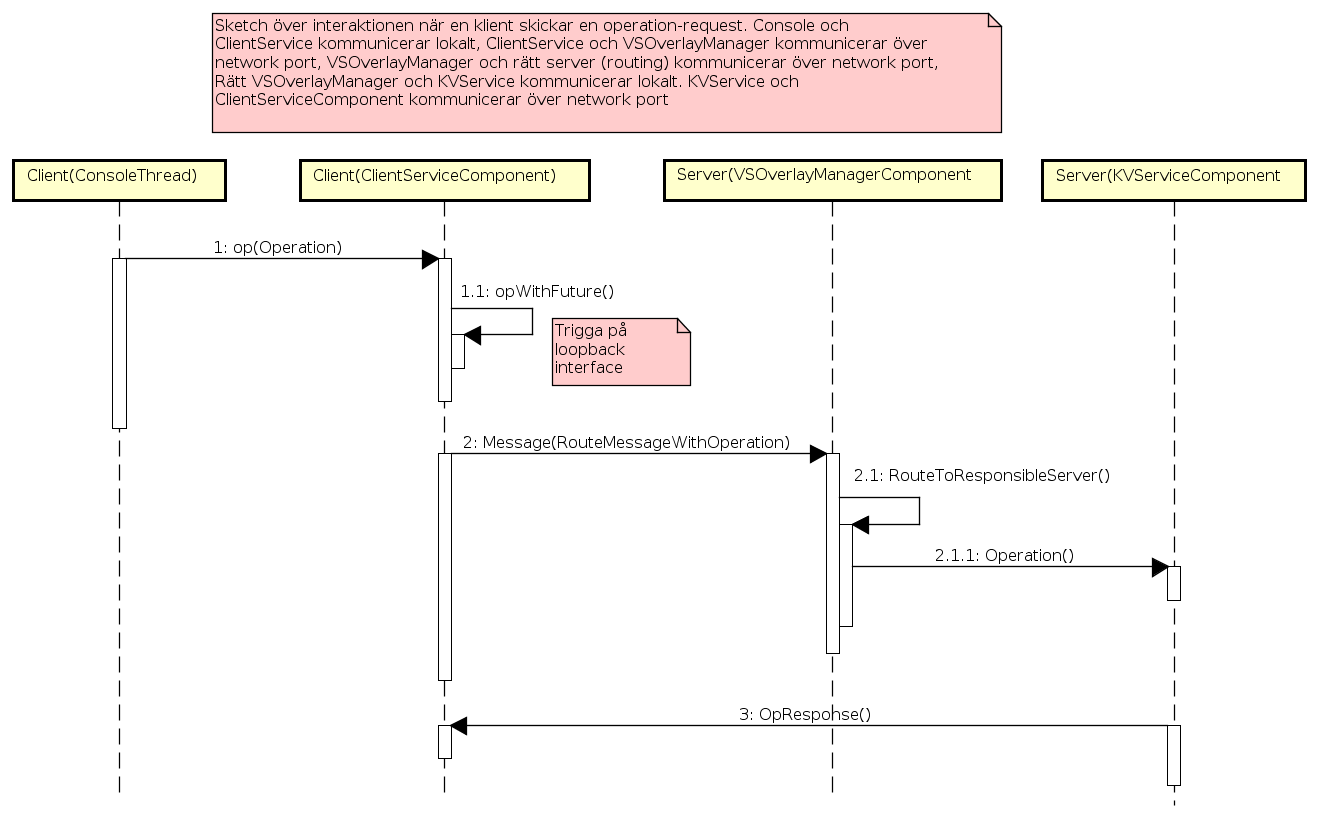 Sketch över interaktionen när en klient skickar en operation-request. Console och
ClientService kommunicerar lokalt, ClientService och VSOverlayManager kommunicerar över
network port, VSOverlayManager och rätt server (routing) kommunicerar över network port,
Rätt VSOverlayManager och KVService kommunicerar lokalt. KVService och
ClientServiceComponent kommunicerar över network port
Client(ConsoleThread)
Client(ClientServiceComponent)
Server(VSOverlayManagerComponent
Server(KVServiceComponent
1: op(Operation)
1.1: opWithFuture()
Trigga på
loopback
interface
2: Message(RouteMessageWithOperation)
2.1: RouteToResponsibleServer()
2.1.1: Operation()
3: OpResponse()